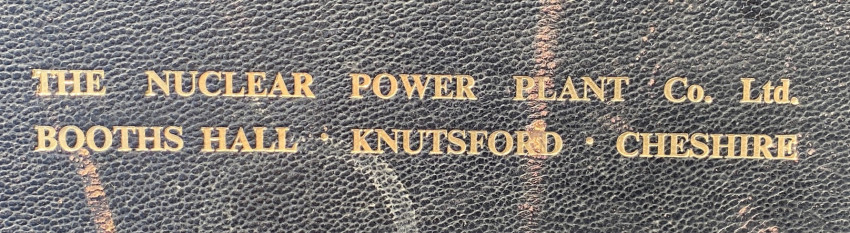 THE NUCLEAR POWER PLANT Co. Ltd.
BOOTHS HALL · KNUTSFORD · CHESHIRE